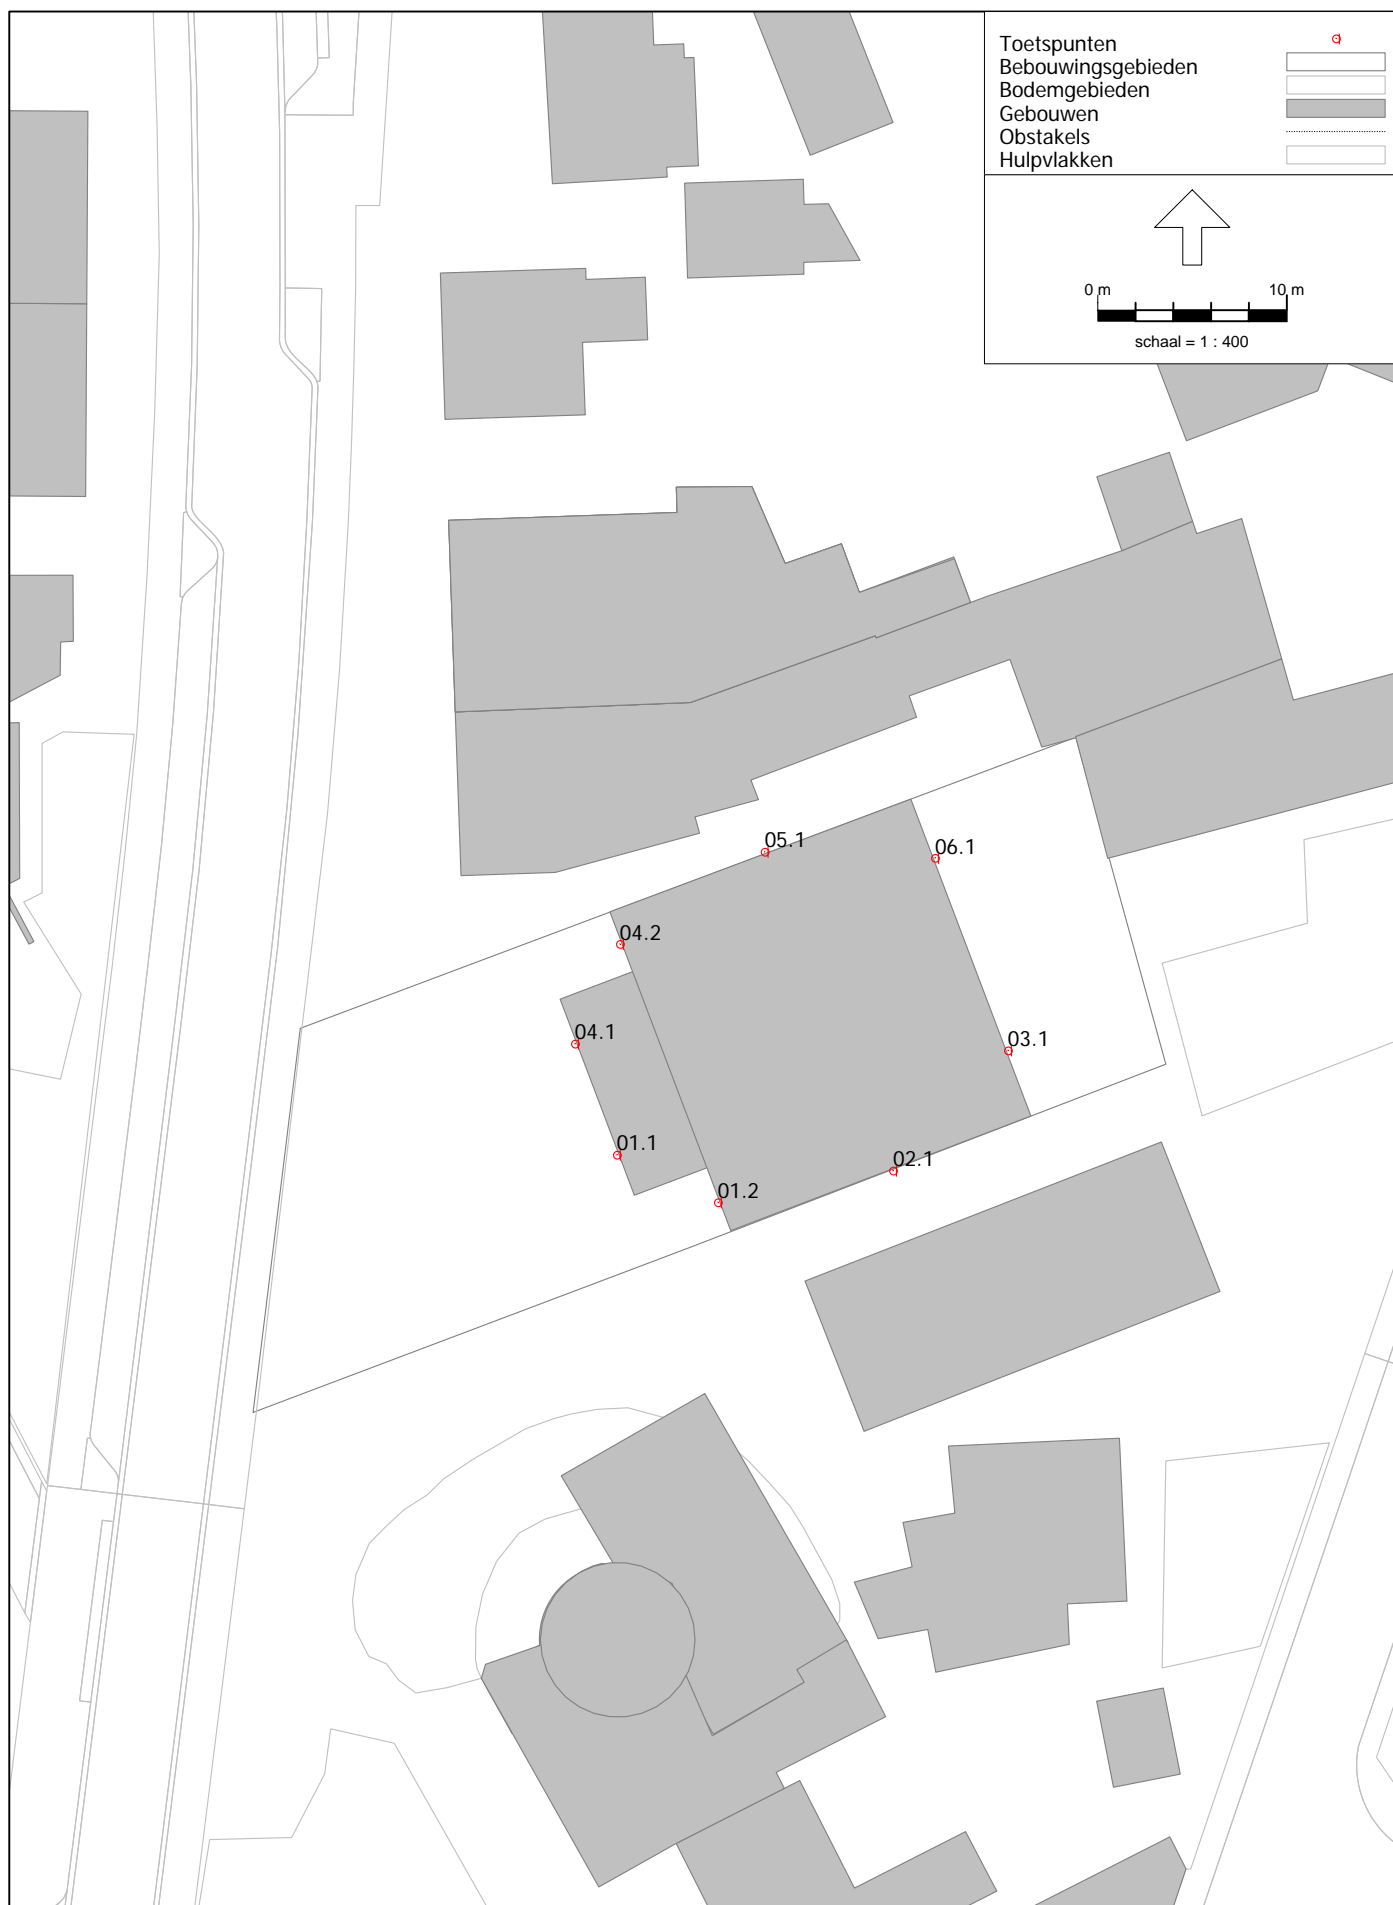 Toetspunten
Bebouwingsgebieden
Bodemgebieden
Gebouwen
Obstakels
Hulpvlakken
0 m 10 m
schaal = 1 : 400
05.1
06.1
04.2
04.1
03.1
01.1
02.1
01.2